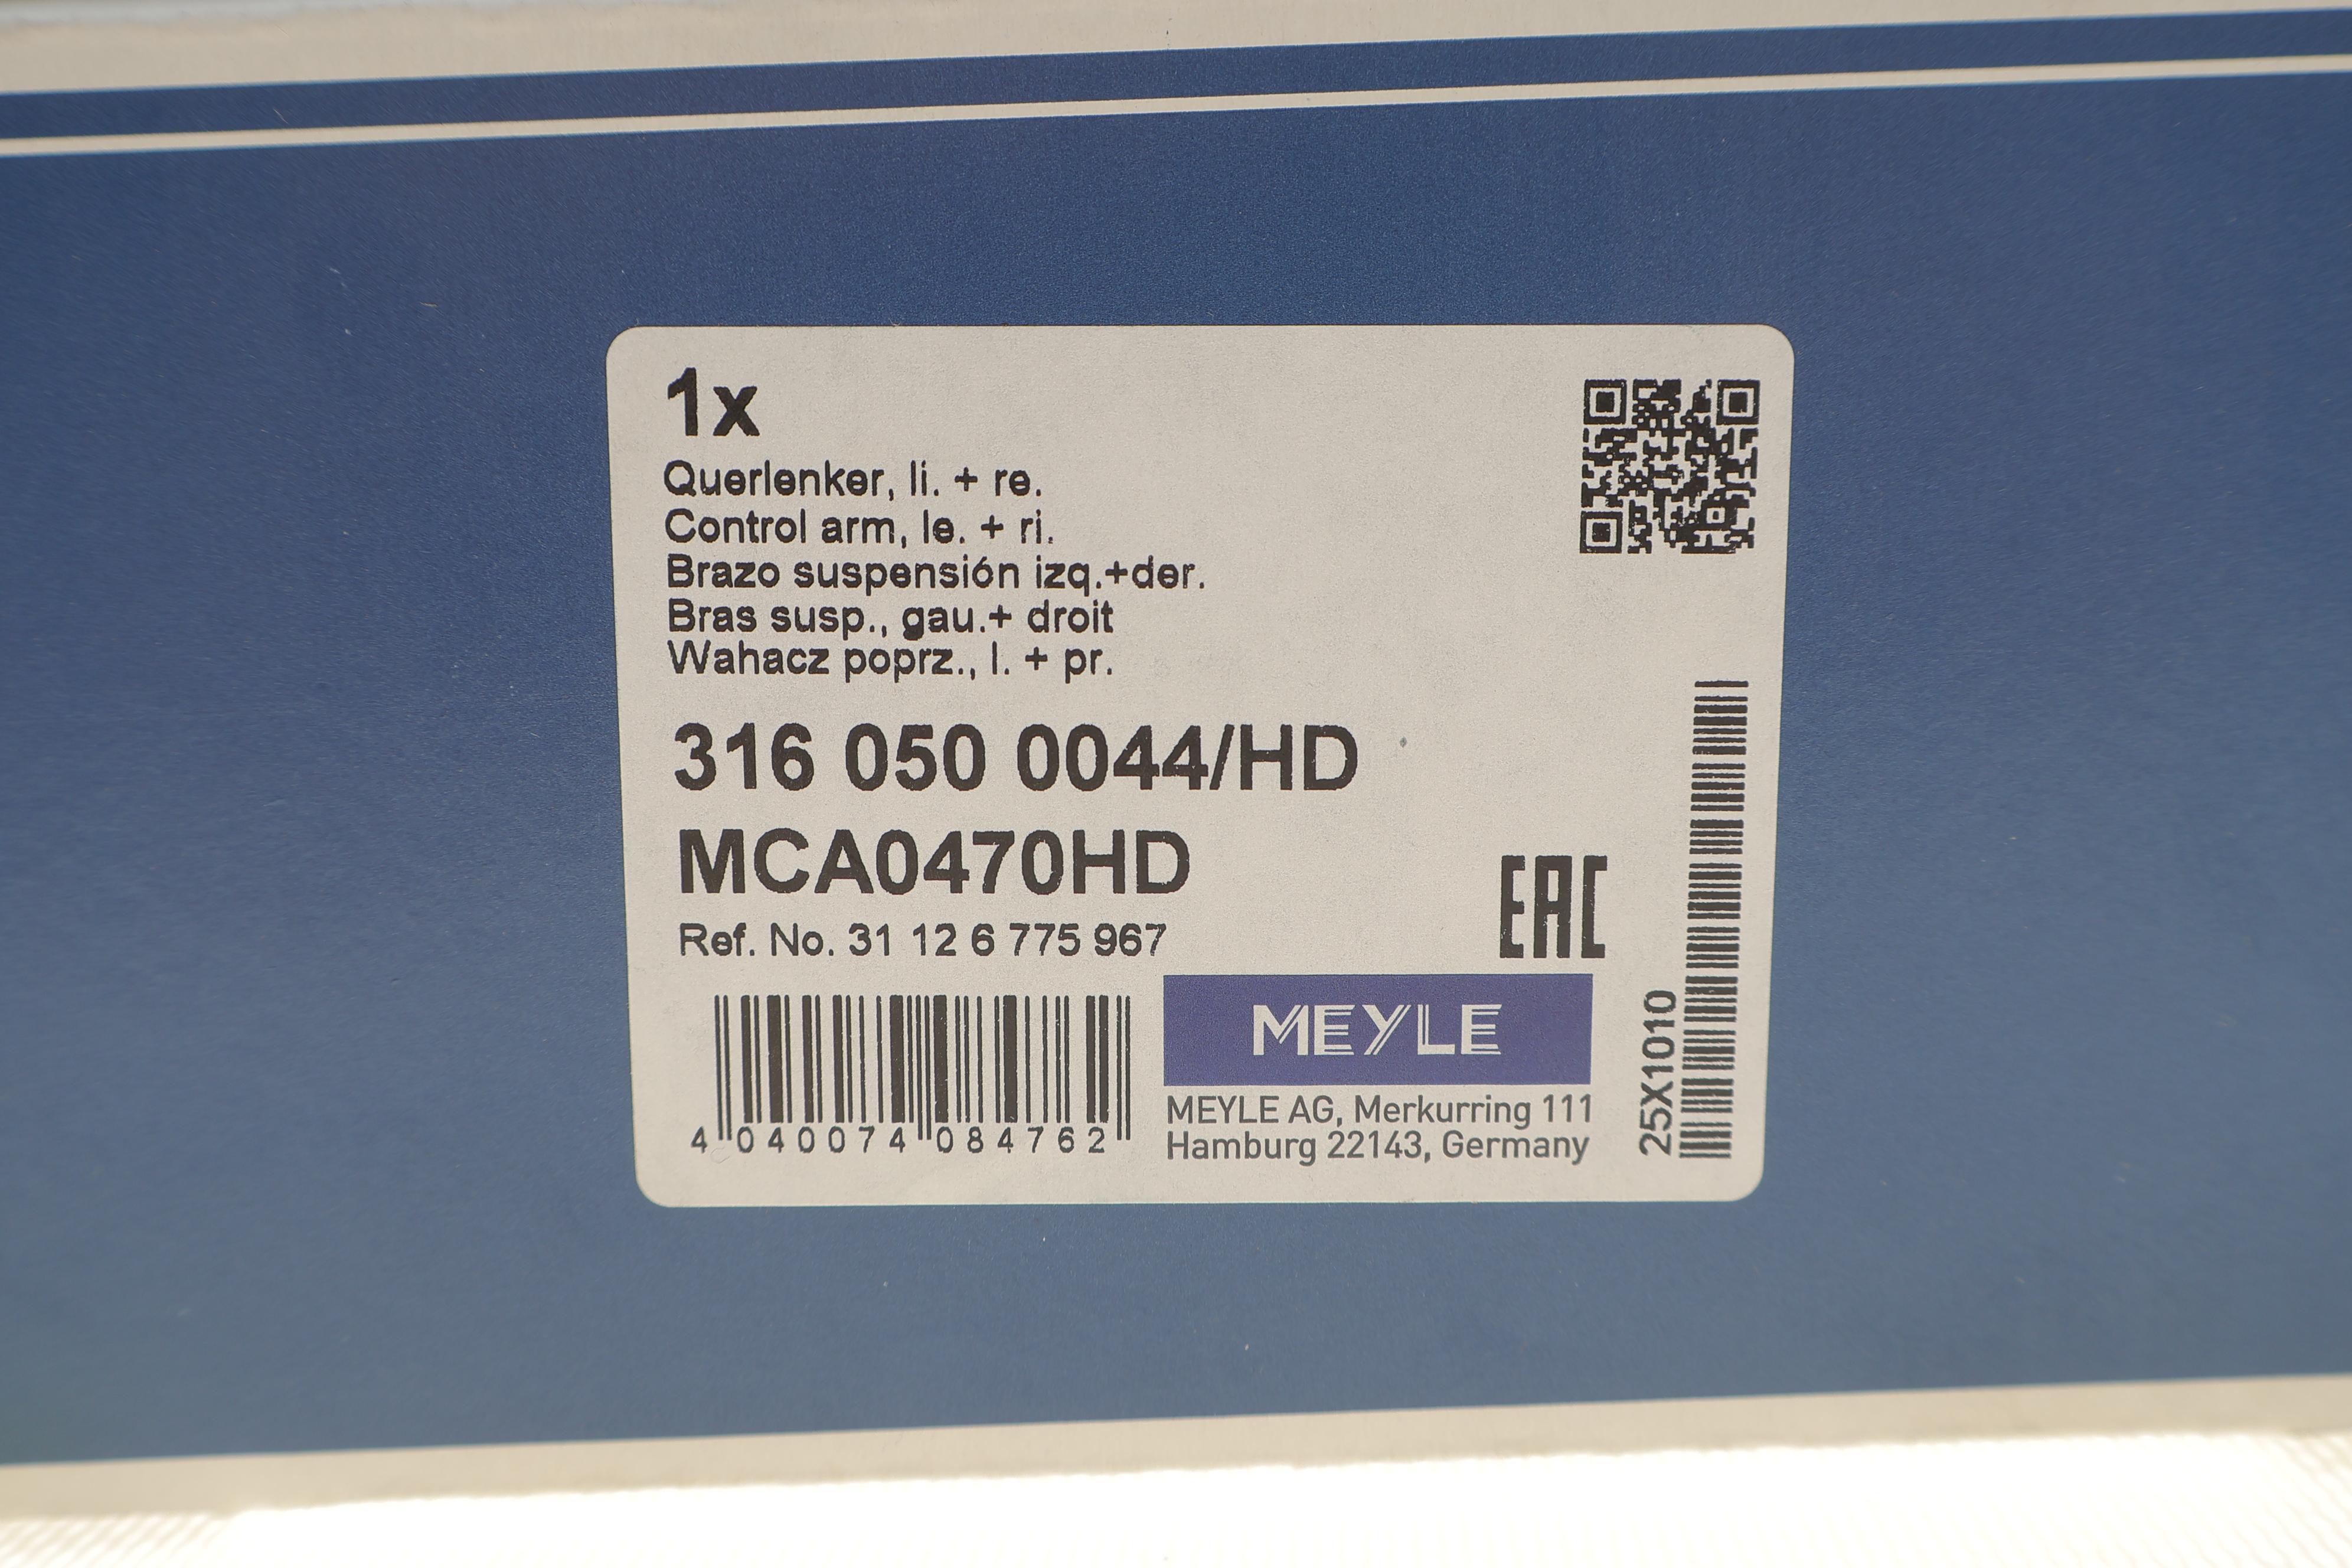 1x
Querlenker, li. + re.
Control arm, le. + ri.
Brazo suspensión izq.+der.
Bras susp., gau.+ droit
Wahacz poprz., l. + pr.
316 050 0044/HD
MCA0470HD
Ref. No. 31 12 6 775 967
EAC
MEYLE
MEYLE AG, Merkurring 111
Hamburg 22143, Germany
4 040074 084762
25X1010